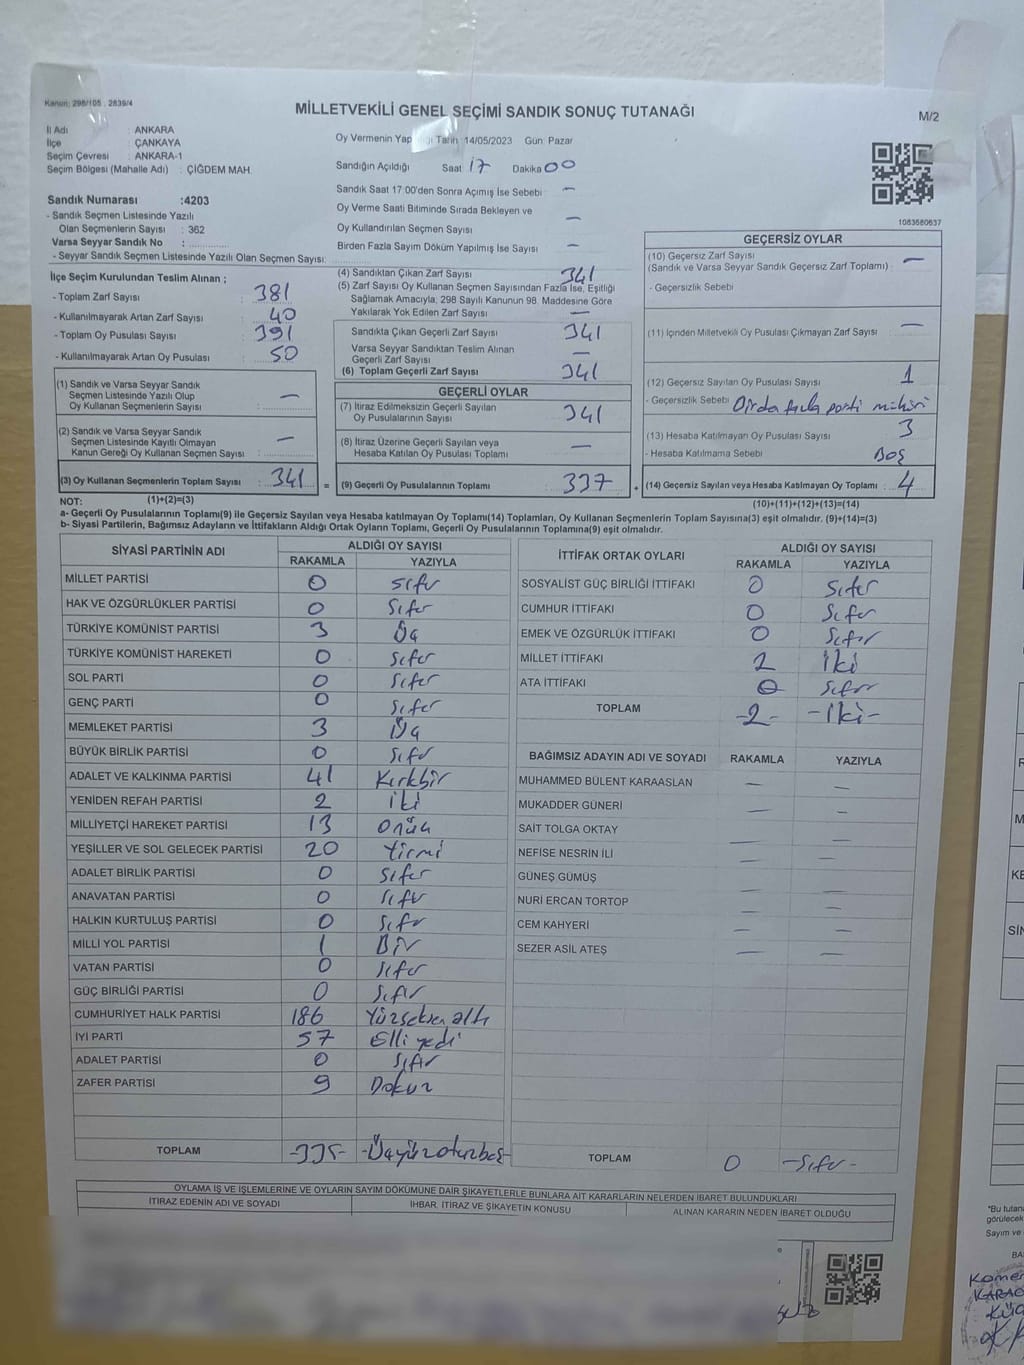 Kanun: 298/105 , 2839/4
MİLLETVEKİLİ GENEL SEÇİMİ SANDIK SONUÇ TUTANAĞI
M/2
İl Adı : ANKARA
İlçe : ÇANKAYA
Seçim Çevresi : ANKARA-1
Seçim Bölgesi (Mahalle Adı) : ÇİĞDEM MAH.
Oy Vermenin Yap Tarih 14/05/2023 Gün: Pazar
Sandığın Açıldığı Saat 17 Dakika 00
Sandık Saat 17:00'den Sonra Açımış İse Sebebi : —
Oy Verme Saati Bitiminde Sırada Bekleyen ve
Oy Kullandırılan Seçmen Sayısı —
Birden Fazla Sayım Döküm Yapılmış İse Sayısı —
1083580637
Sandık Numarası :4203
- Sandık Seçmen Listesinde Yazılı
Olan Seçmenlerin Sayısı : 362
Varsa Seyyar Sandık No :
- Seyyar Sandık Seçmen Listesinde Yazılı Olan Seçmen Sayısı:
İlçe Seçim Kurulundan Teslim Alınan ;
- Toplam Zarf Sayısı : 381
- Kullanılmayarak Artan Zarf Sayısı : 40
- Toplam Oy Pusulası Sayısı : 391
- Kullanılmayarak Artan Oy Pusulası : 50
(1) Sandık ve Varsa Seyyar Sandık
Seçmen Listesinde Yazılı Olup
Oy Kullanan Seçmenlerin Sayısı : —
(2) Sandık ve Varsa Seyyar Sandık
Seçmen Listesinde Kayıtlı Olmayan
Kanun Gereği Oy Kullanan Seçmen Sayısı : —
(3) Oy Kullanan Seçmenlerin Toplam Sayısı : 341 =
(4) Sandıktan Çıkan Zarf Sayısı 341
(5) Zarf Sayısı Oy Kullanan Seçmen Sayısından Fazla İse, Eşitliği
Sağlamak Amacıyla, 298 Sayılı Kanunun 98. Maddesine Göre
Yakılarak Yok Edilen Zarf Sayısı —
Sandıkta Çıkan Geçerli Zarf Sayısı 341
Varsa Seyyar Sandıktan Teslim Alınan
Geçerli Zarf Sayısı —
(6) Toplam Geçerli Zarf Sayısı 341
GEÇERLİ OYLAR
(7) İtiraz Edilmeksizin Geçerli Sayılan
Oy Pusulalarının Sayısı : 341
(8) İtiraz Üzerine Geçerli Sayılan veya
Hesaba Katılan Oy Pusulası Toplamı : —
(9) Geçerli Oy Pusulalarının Toplamı : 337 +
GEÇERSİZ OYLAR
(10) Geçersiz Zarf Sayısı
(Sandık ve Varsa Seyyar Sandık Geçersiz Zarf Toplamı) : —
- Geçersizlik Sebebi
(11) İçinden Milletvekili Oy Pusulası Çıkmayan Zarf Sayısı : —
(12) Geçersiz Sayılan Oy Pusulası Sayısı : 1
- Geçersizlik Sebebi : Birda fazla parti mühürü
(13) Hesaba Katılmayan Oy Pusulası Sayısı : 3
- Hesaba Katılmama Sebebi : Boş
(14) Geçersiz Sayılan veya Hesaba Katılmayan Oy Toplamı : 4
NOT: (1)+(2)=(3) (10)+(11)+(12)+(13)=(14)
a- Geçerli Oy Pusulalarının Toplamı(9) ile Geçersiz Sayılan veya Hesaba katılmayan Oy Toplamı(14) Toplamları, Oy Kullanan Seçmenlerin Toplam Sayısına(3) eşit olmalıdır. (9)+(14)=(3)
b- Siyasi Partilerin, Bağımsız Adayların ve İttifakların Aldığı Ortak Oyların Toplamı, Geçerli Oy Pusulalarının Toplamına(9) eşit olmalıdır.
SİYASİ PARTİNİN ADI ALDIĞI OY SAYISI
RAKAMLA YAZIYLA
MİLLET PARTİSİ 0 sıfır
HAK VE ÖZGÜRLÜKLER PARTİSİ 0 Sıfır
TÜRKİYE KOMÜNİST PARTİSİ 3 Üç
TÜRKİYE KOMÜNİST HAREKETİ 0 Sıfır
SOL PARTİ 0 Sıfır
GENÇ PARTİ 0 Sıfır
MEMLEKET PARTİSİ 3 Üç
BÜYÜK BİRLİK PARTİSİ 0 Sıfır
ADALET VE KALKINMA PARTİSİ 41 Kırkbir
YENİDEN REFAH PARTİSİ 2 İki
MİLLİYETÇİ HAREKET PARTİSİ 13 Onüç
YEŞİLLER VE SOL GELECEK PARTİSİ 20 Yirmi
ADALET BİRLİK PARTİSİ 0 Sıfır
ANAVATAN PARTİSİ 0 Sıfır
HALKIN KURTULUŞ PARTİSİ 0 Sıfır
MİLLİ YOL PARTİSİ 1 Bir
VATAN PARTİSİ 0 Sıfır
GÜÇ BİRLİĞİ PARTİSİ 0 Sıfır
CUMHURİYET HALK PARTİSİ 186 Yüzseksen altı
İYİ PARTİ 57 Elli yedi
ADALET PARTİSİ 0 Sıfır
ZAFER PARTİSİ 9 Dokuz
TOPLAM -335- -Üçyüzotuzbeş-
İTTİFAK ORTAK OYLARI ALDIĞI OY SAYISI
RAKAMLA YAZIYLA
SOSYALİST GÜÇ BİRLİĞİ İTTİFAKI 0 Sıfır
CUMHUR İTTİFAKI 0 Sıfır
EMEK VE ÖZGÜRLÜK İTTİFAKI 0 Sıfır
MİLLET İTTİFAKI 2 İki
ATA İTTİFAKI 0 Sıfır
TOPLAM -2- -İki-
BAĞIMSIZ ADAYIN ADI VE SOYADI RAKAMLA YAZIYLA
MUHAMMED BÜLENT KARAASLAN — —
MUKADDER GÜNERİ — —
SAİT TOLGA OKTAY — —
NEFİSE NESRİN İLİ — —
GÜNEŞ GÜMÜŞ — —
NURİ ERCAN TORTOP — —
CEM KAHYERİ — —
SEZER ASİL ATEŞ — —
TOPLAM 0 -Sıfır-
OYLAMA İŞ VE İŞLEMLERİNE VE OYLARIN SAYIM DÖKÜMÜNE DAİR ŞİKAYETLERLE BUNLARA AİT KARARLARIN NELERDEN İBARET BULUNDUKLARI
İTİRAZ EDENİN ADI VE SOYADI İHBAR, İTİRAZ VE ŞİKAYETİN KONUSU ALINAN KARARIN NEDEN İBARET OLDUĞU
"Bu tutana
görülecek
Sayım ve
BA
Komer
KARAO